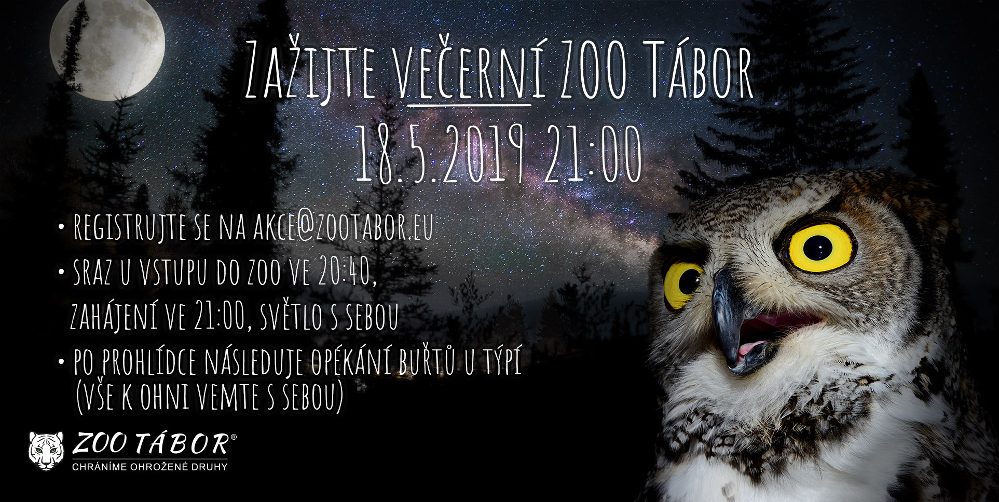 Zažijte večerní ZOO Tábor
18.5.2019 21:00
• registrujte se na akce@zootabor.eu
• sraz u vstupu do zoo ve 20:40,
zahájení ve 21:00, světlo s sebou
• po prohlídce následuje opékání buřtů u týpí
(vše k ohni vemte s sebou)
ZOO TÁBOR®
CHRÁNÍME OHROŽENÉ DRUHY